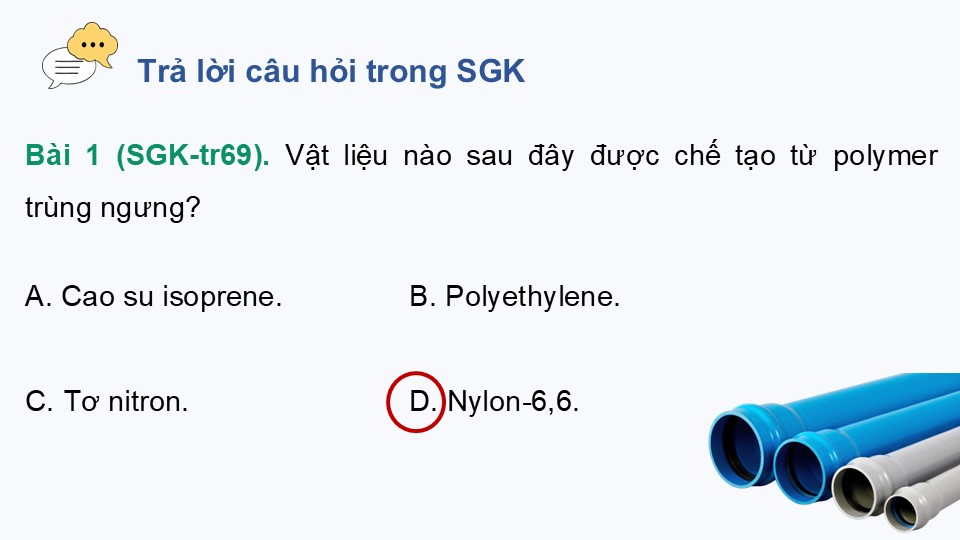 Trả lời câu hỏi trong SGK
Bài 1 (SGK-tr69). Vật liệu nào sau đây được chế tạo từ polymer
trùng ngưng?
A. Cao su isoprene. B. Polyethylene.
C. Tơ nitron. D. Nylon-6,6.